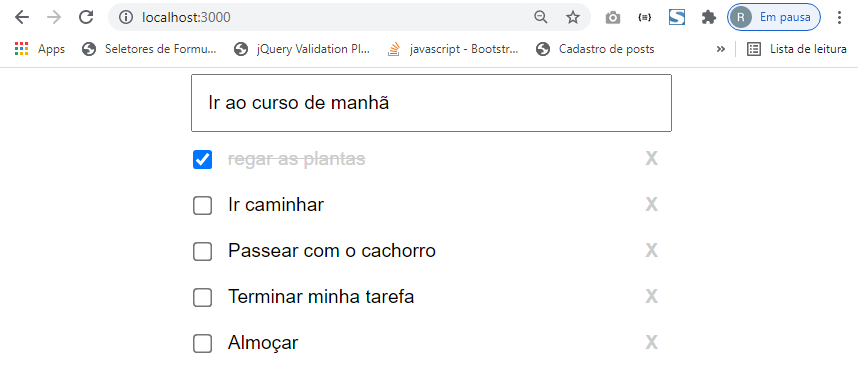 localhost:3000
R
Em pausa
Apps
Seletores de Formu...
jQuery Validation Pl...
javascript - Bootstr...
Cadastro de posts
»
Lista de leitura
Ir ao curso de manhã
regar as plantas X
Ir caminhar X
Passear com o cachorro X
Terminar minha tarefa X
Almoçar X